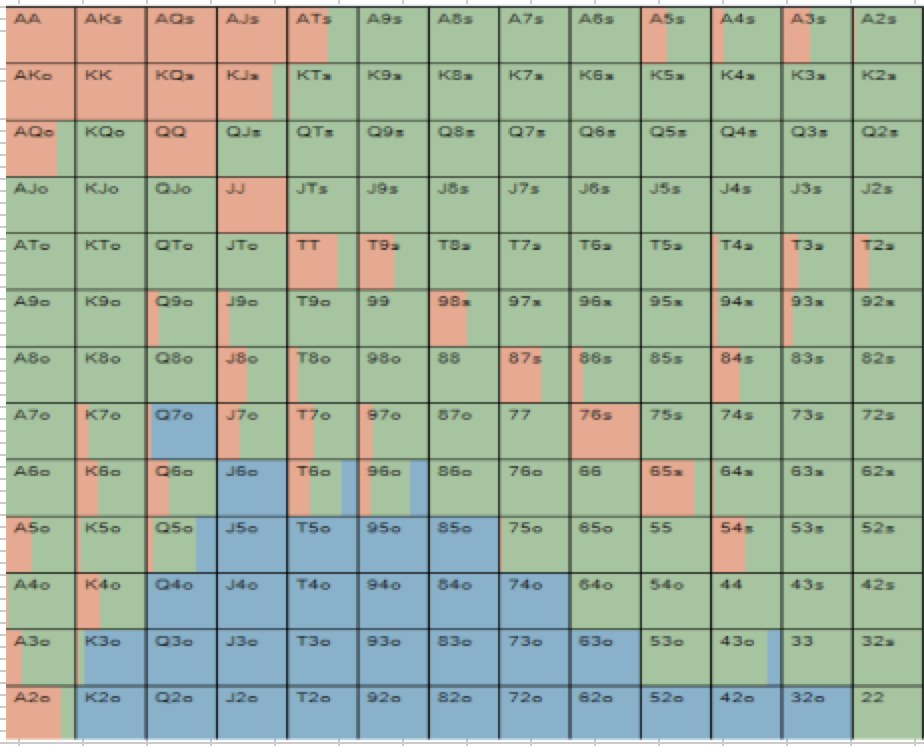 AA AKs AQs AJs ATs A9s A8s A7s A6s A5s A4s A3s A2s
AKo KK KQs KJs KTs K9s K8s K7s K6s K5s K4s K3s K2s
AQo KQo QQ QJs QTs Q9s Q8s Q7s Q6s Q5s Q4s Q3s Q2s
AJo KJo QJo JJ JTs J9s J8s J7s J6s J5s J4s J3s J2s
ATo KTo QTo JTo TT T9s T8s T7s T6s T5s T4s T3s T2s
A9o K9o Q9o J9o T9o 99 98s 97s 96s 95s 94s 93s 92s
A8o K8o Q8o J8o T8o 98o 88 87s 86s 85s 84s 83s 82s
A7o K7o Q7o J7o T7o 97o 87o 77 76s 75s 74s 73s 72s
A6o K6o Q6o J6o T6o 96o 86o 76o 66 65s 64s 63s 62s
A5o K5o Q5o J5o T5o 95o 85o 75o 65o 55 54s 53s 52s
A4o K4o Q4o J4o T4o 94o 84o 74o 64o 54o 44 43s 42s
A3o K3o Q3o J3o T3o 93o 83o 73o 63o 53o 43o 33 32s
A2o K2o Q2o J2o T2o 92o 82o 72o 62o 52o 42o 32o 22